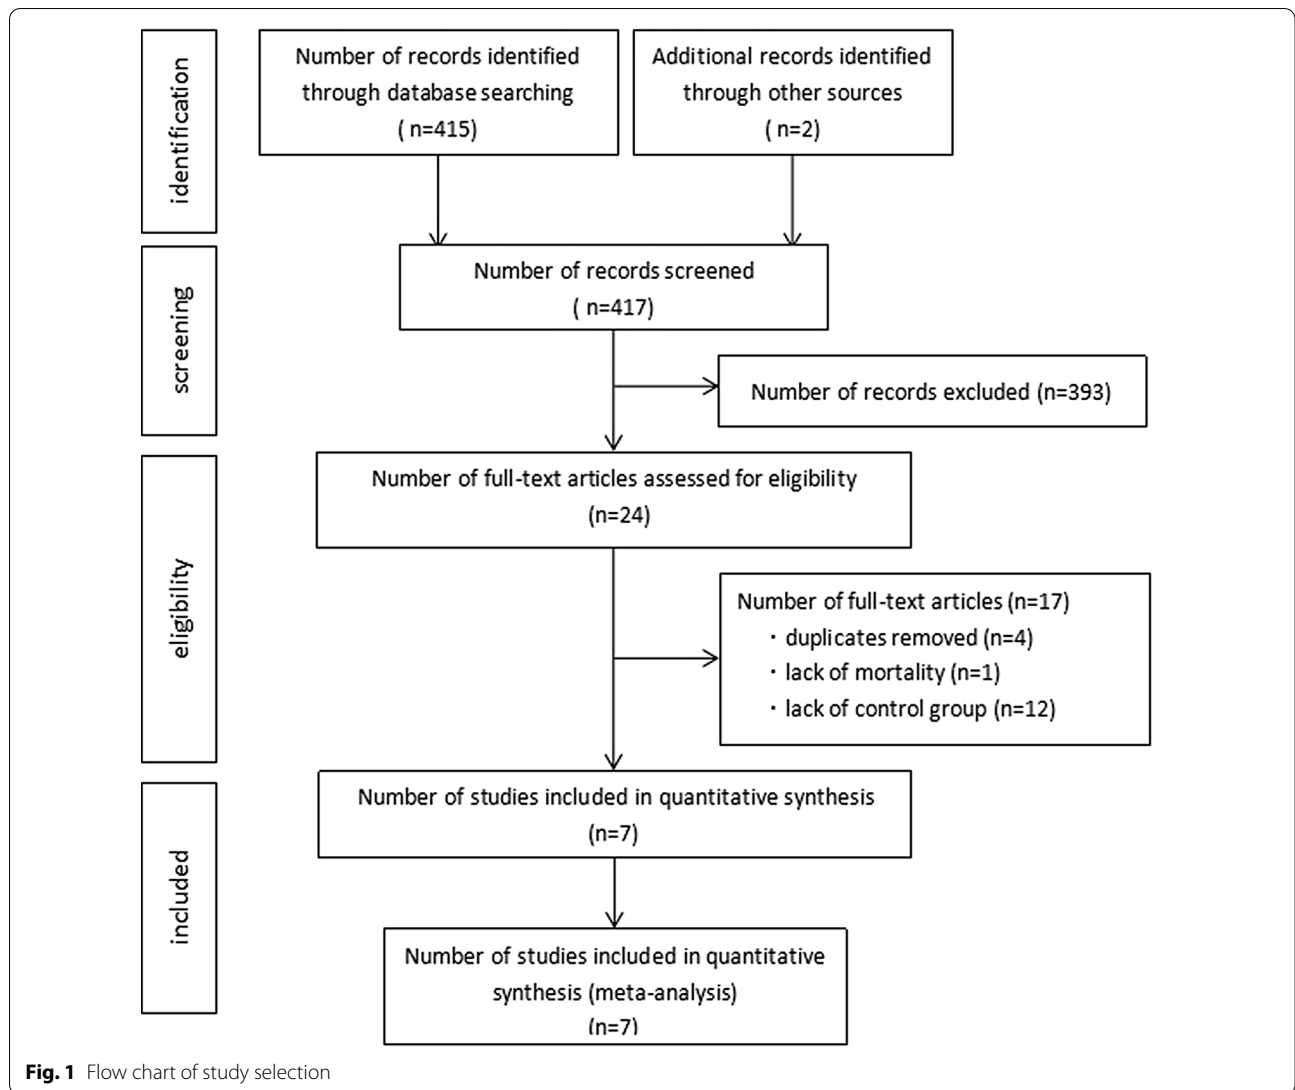 identification
Number of records identified
through database searching
( n=415)
Additional records identified
through other sources
( n=2)
screening
Number of records screened
( n=417)
Number of records excluded (n=393)
eligibility
Number of full-text articles assessed for eligibility
(n=24)
Number of full-text articles (n=17)
・duplicates removed (n=4)
・lack of mortality (n=1)
・lack of control group (n=12)
included
Number of studies included in quantitative synthesis
(n=7)
Number of studies included in quantitative
synthesis (meta-analysis)
(n=7)
Fig. 1 Flow chart of study selection